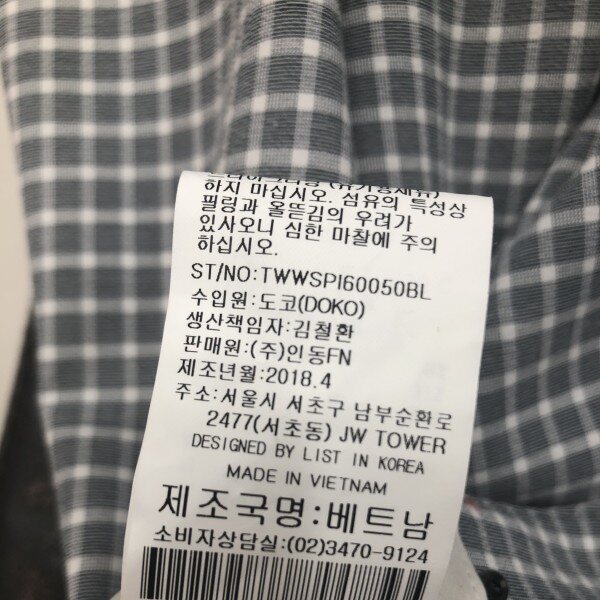 하지 마십시오. 섬유의 특성상
필링과 올뜯김의 우려가
있사오니 심한 마찰에 주의
하십시오.
ST/NO:TWWSPI60050BL
수입원:도코(DOKO)
생산책임자:김철환
판매원:(주)인동FN
제조년월:2018.4
주소:서울시 서초구 남부순환로
2477(서초동) JW TOWER
DESIGNED BY LIST IN KOREA
MADE IN VIETNAM
제조국명:베트남
소비자상담실:(02)3470-9124